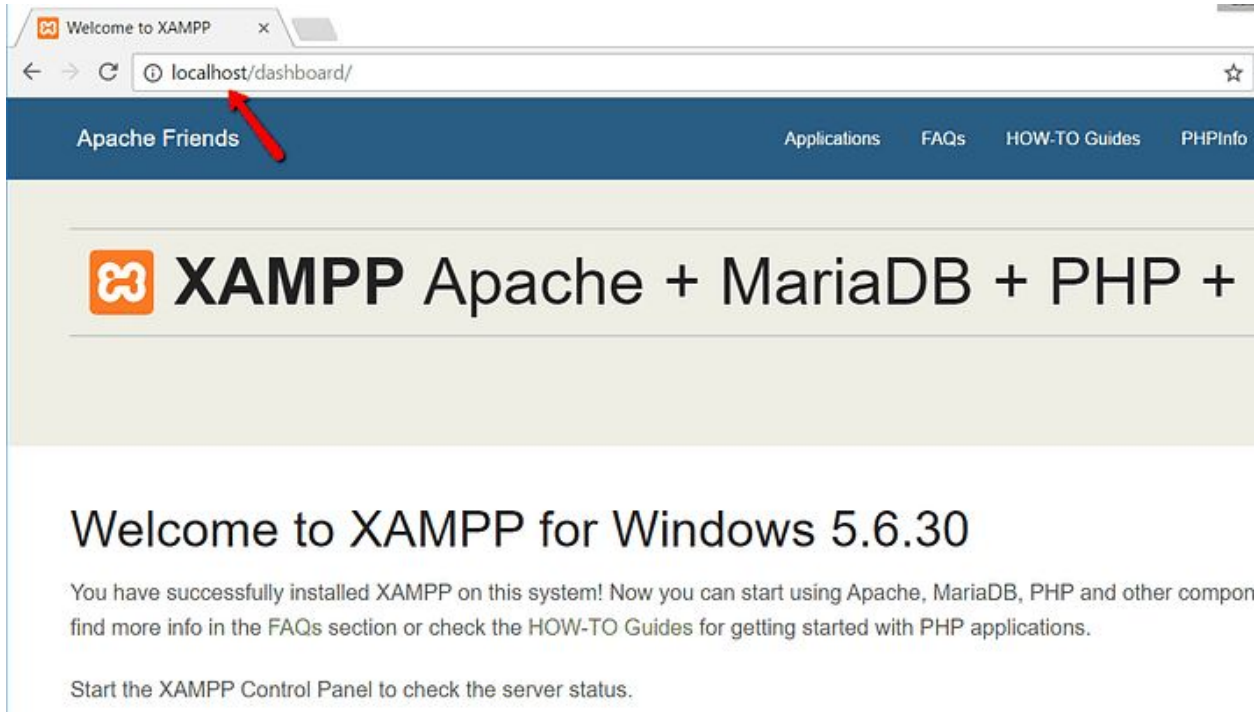 Welcome to XAMPP
localhost/dashboard/
Apache Friends Applications FAQs HOW-TO Guides PHPInfo
XAMPP Apache + MariaDB + PHP +
Welcome to XAMPP for Windows 5.6.30
You have successfully installed XAMPP on this system! Now you can start using Apache, MariaDB, PHP and other compon
find more info in the FAQs section or check the HOW-TO Guides for getting started with PHP applications.
Start the XAMPP Control Panel to check the server status.